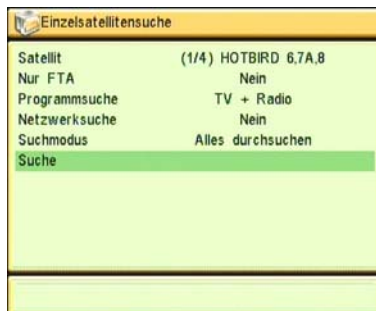 Einzelsatellitensuche
Satellit (1/4) HOTBIRD 6,7A,8
Nur FTA Nein
Programmsuche TV + Radio
Netzwerksuche Nein
Suchmodus Alles durchsuchen
Suche